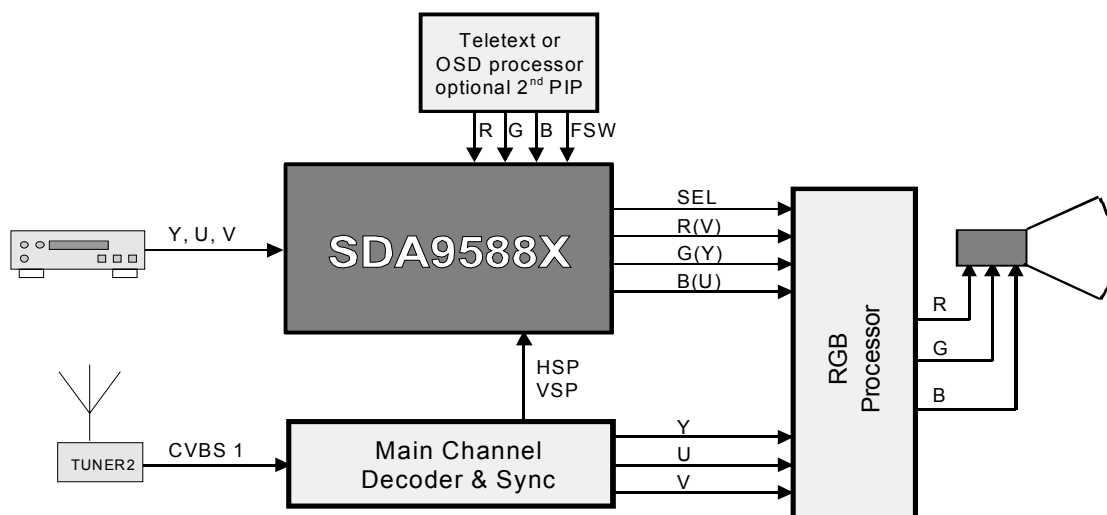 Teletext or
OSD processor
optional 2nd PIP
R G B FSW
SEL
R(V)
G(Y)
B(U)
Y, U, V
SDA9588X
RGB
Processor
R
G
B
HSP
VSP
TUNER2
CVBS 1
Main Channel
Decoder & Sync
Y
U
V